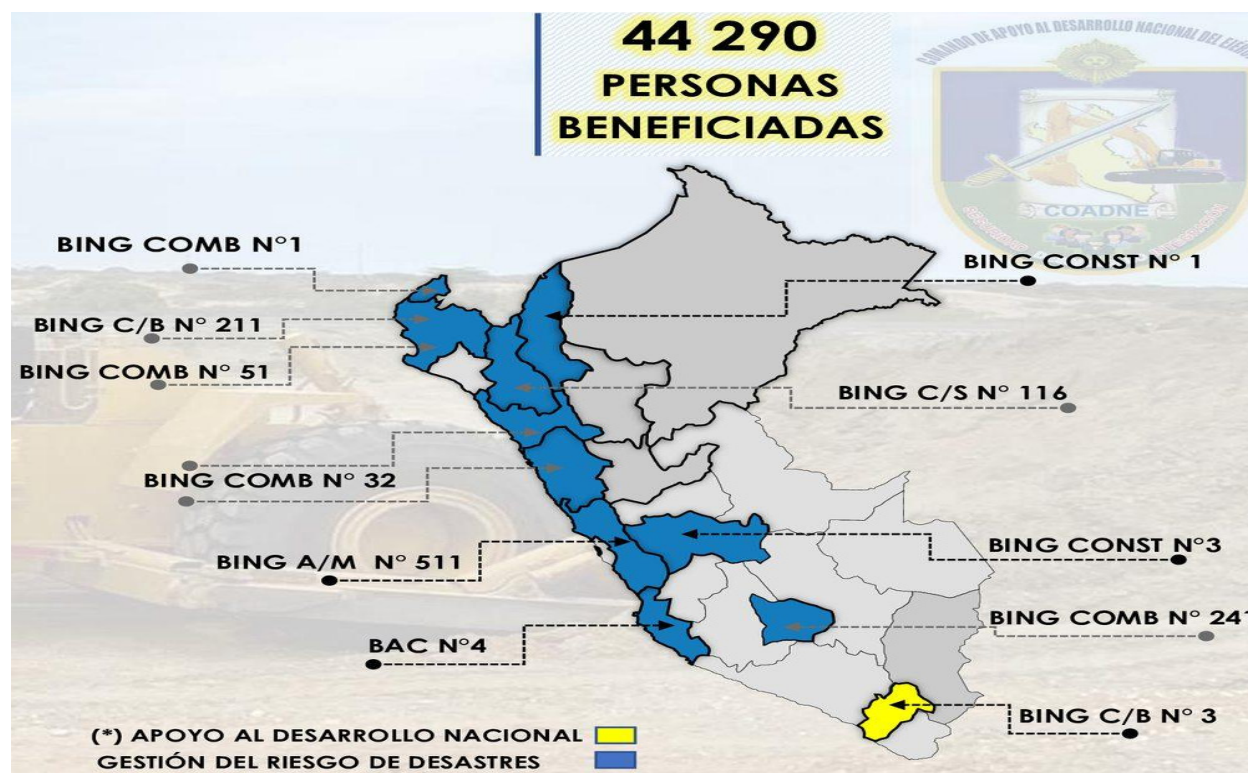 44 290
PERSONAS
BENEFICIADAS
COMANDO DE APOYO AL DESARROLLO NACIONAL DEL
COADNE
BING COMB N°1
BING CONST N° 1
BING C/B N° 211
BING COMB N° 51
BING C/S N° 116
BING COMB N° 32
BING A/M N° 511
BING CONST N°3
BING COMB N° 241
BAC N°4
BING C/B N° 3
(*) APOYO AL DESARROLLO NACIONAL
GESTIÓN DEL RIESGO DE DESASTRES